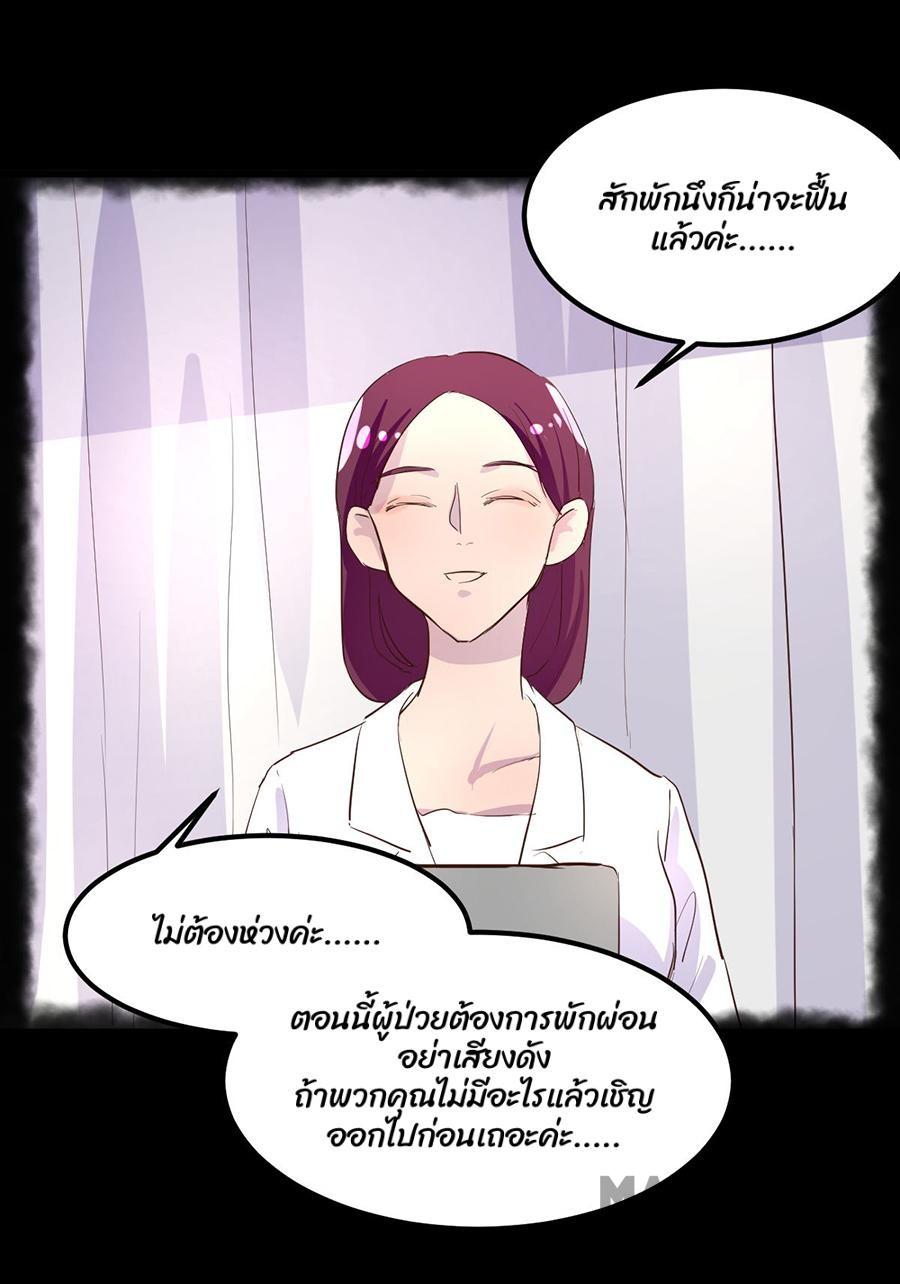 สักพักนึงก็น่าจะฟื้น
แล้วค่ะ......
ไม่ต้องห่วงค่ะ......
ตอนนี้ผู้ป่วยต้องการพักผ่อน
อย่าเสียงดัง
ถ้าพวกคุณไม่มีอะไรแล้วเชิญ
ออกไปก่อนเถอะค่ะ.....